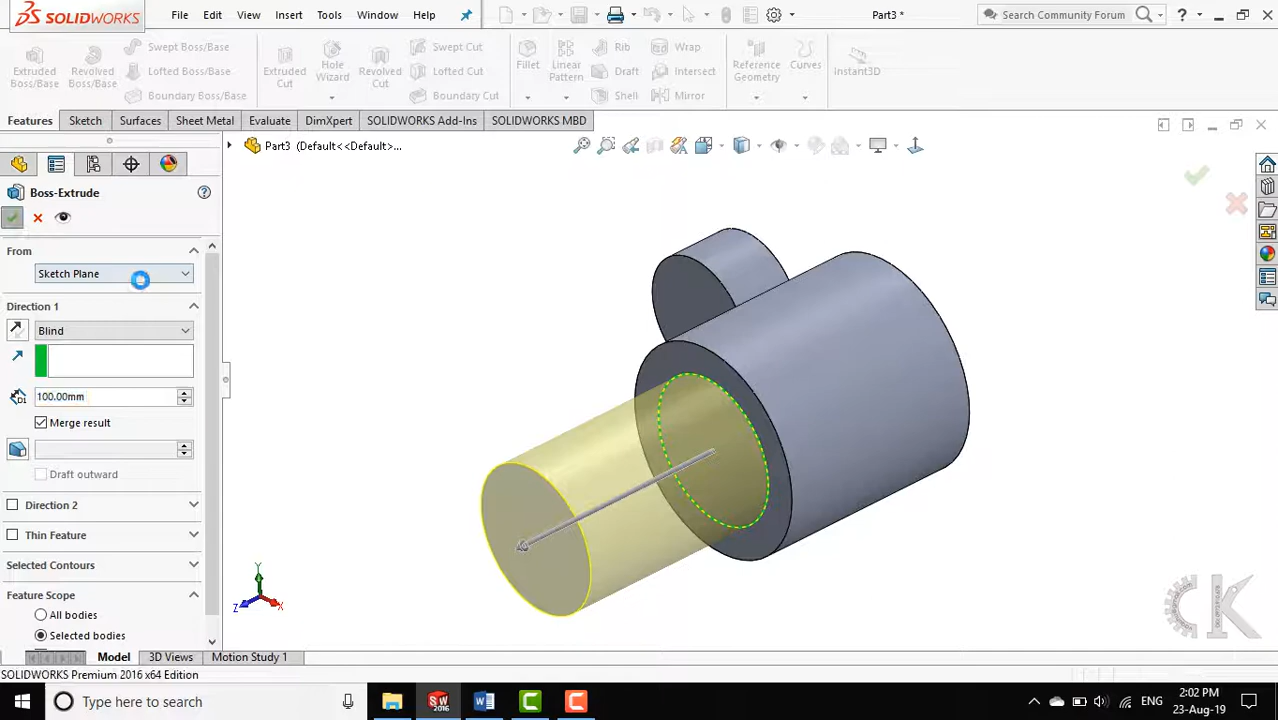 SOLIDWORKS File Edit View Insert Tools Window Help Part3 * Search Community Forum ?
Extruded Boss/Base Revolved Boss/Base Swept Boss/Base Lofted Boss/Base Boundary Boss/Base Extruded Cut Hole Wizard Revolved Cut Swept Cut Lofted Cut Boundary Cut Fillet Linear Pattern Rib Draft Shell Wrap Intersect Mirror Reference Geometry Curves Instant3D
Features Sketch Surfaces Sheet Metal Evaluate DimXpert SOLIDWORKS Add-Ins SOLIDWORKS MBD
Part3 (Default<<Default>...
Boss-Extrude ?
From
Sketch Plane
Direction 1
Blind
D1 100.00mm
Merge result
Draft outward
Direction 2
Thin Feature
Selected Contours
Feature Scope
All bodies
Selected bodies
Y
Z X
Model 3D Views Motion Study 1
SOLIDWORKS Premium 2016 x64 Edition
Type here to search
SW 2016
W
C
C
ENG
2:02 PM
23-Aug-19